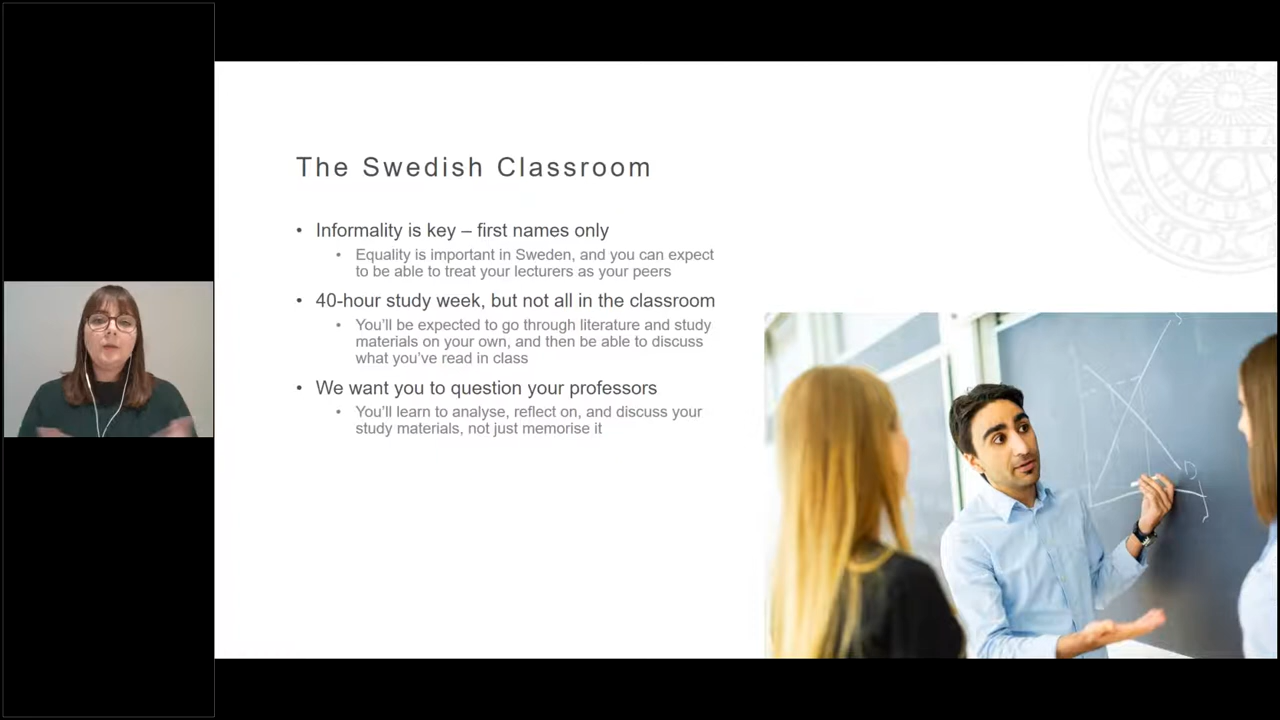 The Swedish Classroom
• Informality is key – first names only
• Equality is important in Sweden, and you can expect
to be able to treat your lecturers as your peers
• 40-hour study week, but not all in the classroom
• You’ll be expected to go through literature and study
materials on your own, and then be able to discuss
what you’ve read in class
• We want you to question your professors
• You’ll learn to analyse, reflect on, and discuss your
study materials, not just memorise it